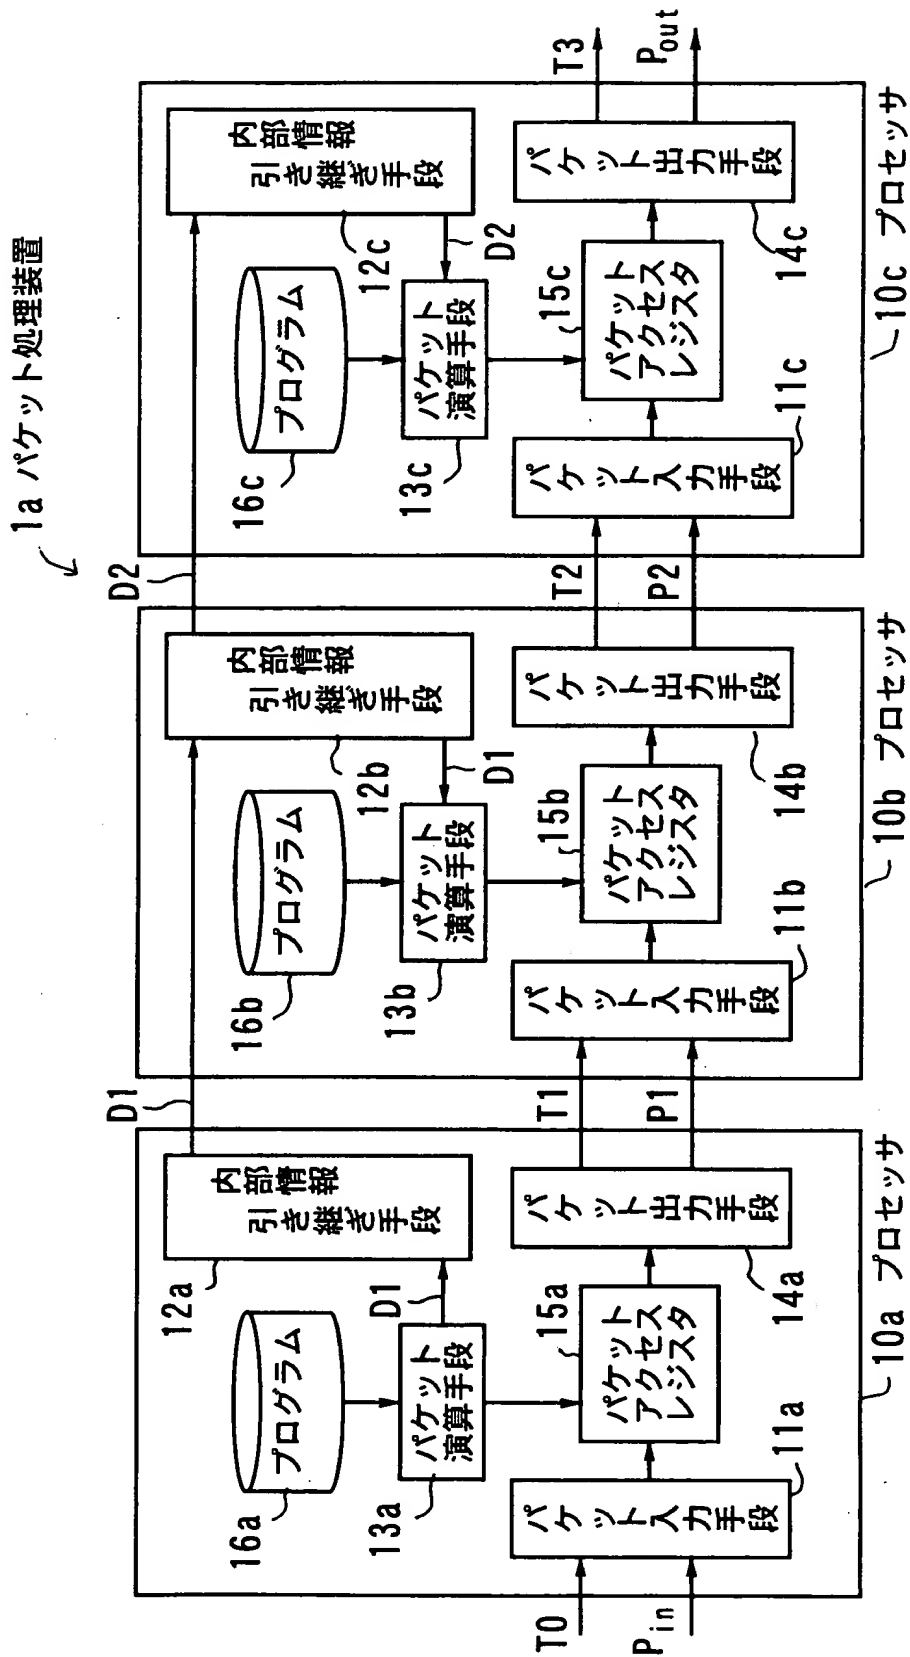 1a パケット処理装置
D1
D2
プログラム
16a
12a
内部情報
引き継ぎ手段
パケット
演算手段
13a
D1
15a
パケット
アクセス
レジスタ
パケット入力手段
11a
パケット出力手段
14a
T0
Pin
10a プロセッサ
T1
P1
プログラム
16b
12b
内部情報
引き継ぎ手段
パケット
演算手段
13b
D1
15b
パケット
アクセス
レジスタ
パケット入力手段
11b
パケット出力手段
14b
10b プロセッサ
T2
P2
プログラム
16c
12c
内部情報
引き継ぎ手段
パケット
演算手段
13c
D2
15c
パケット
アクセス
レジスタ
パケット入力手段
11c
パケット出力手段
14c
10c プロセッサ
T3
Pout